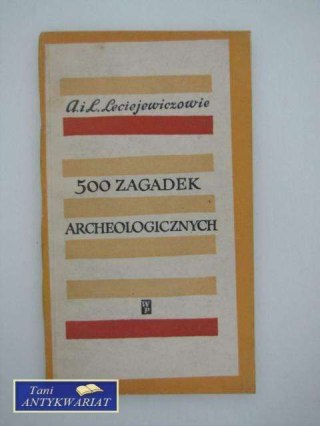 A. i L. Leciejewiczowie
500 ZAGADEK
ARCHEOLOGICZNYCH
WP
Tani
ANTYKWARIAT